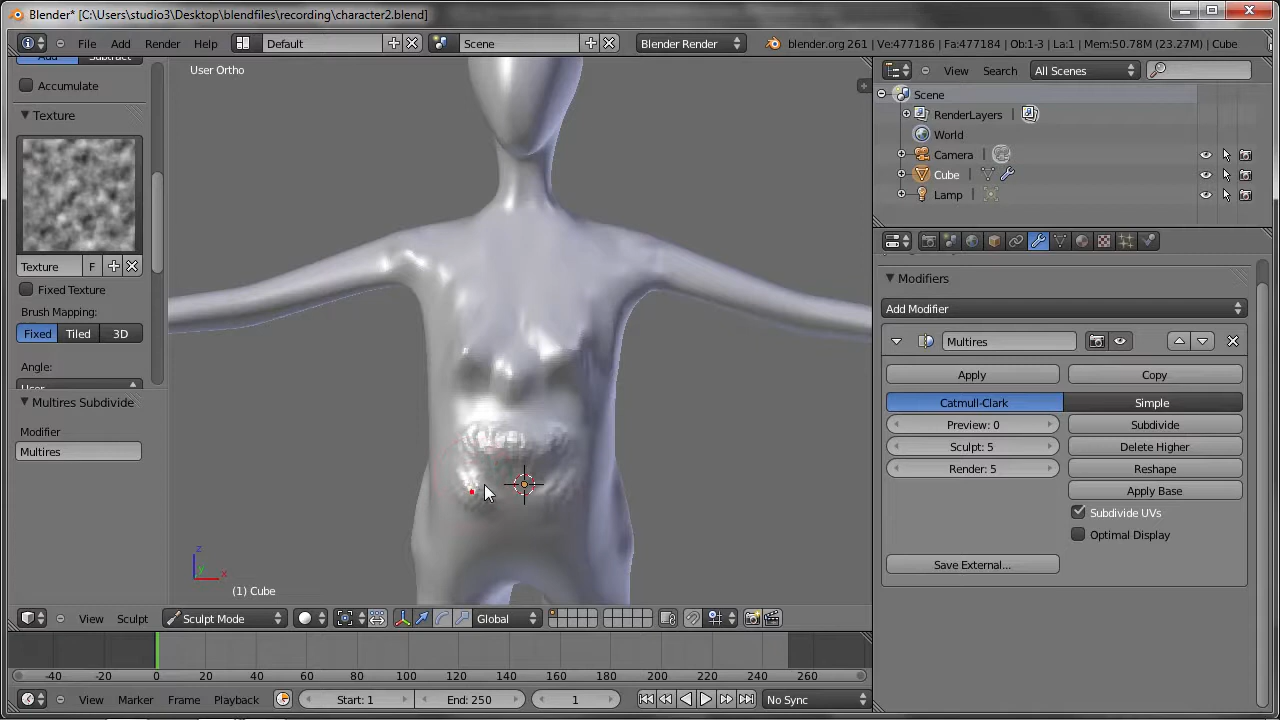 Blender* [C:\Users\studio3\Desktop\blendfiles\recording\character2.blend]
File Add Render Help Default Scene Blender Render blender.org 261 | Ve:477186 | Fa:477184 | Ob:1-3 | La:1 | Mem:50.78M (23.27M) | Cube
Add Subtract
Accumulate
Texture
Texture F
Fixed Texture
Brush Mapping:
Fixed Tiled 3D
Angle:
User
Multires Subdivide
Modifier
Multires
User Ortho
z
y
x
(1) Cube
View Sculpt Sculpt Mode Global
-40 -20 0 20 40 60 80 100 120 140 160 180 200 220 240 260
View Marker Frame Playback Start: 1 End: 250 1 No Sync
View Search All Scenes
Scene
RenderLayers |
World
Camera |
Cube |
Lamp |
Modifiers
Add Modifier
Multires
Apply Copy
Catmull-Clark Simple
Preview: 0 Subdivide
Sculpt: 5 Delete Higher
Render: 5 Reshape
Apply Base
Subdivide UVs
Optimal Display
Save External...